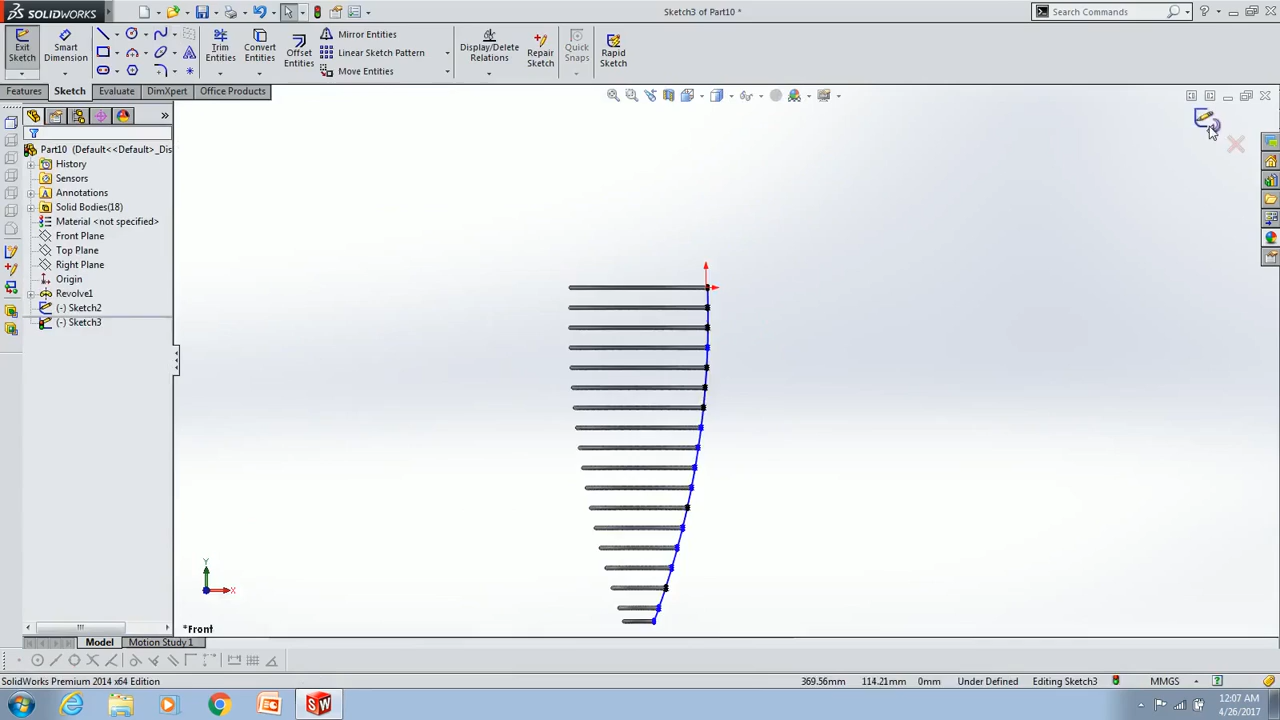 SOLIDWORKS
Sketch3 of Part10 *
Search Commands
Exit Sketch
Smart Dimension
Trim Entities
Convert Entities
Offset Entities
Mirror Entities
Linear Sketch Pattern
Move Entities
Display/Delete Relations
Repair Sketch
Quick Snaps
Rapid Sketch
Features
Sketch
Evaluate
DimXpert
Office Products
Part10 (Default<<Default>_Dis
History
Sensors
Annotations
Solid Bodies(18)
Material <not specified>
Front Plane
Top Plane
Right Plane
Origin
Revolve1
(-) Sketch2
(-) Sketch3
Y
X
*Front
Model
Motion Study 1
SolidWorks Premium 2014 x64 Edition
369.56mm
114.21mm
0mm
Under Defined
Editing Sketch3
MMGS
12:07 AM
4/26/2017